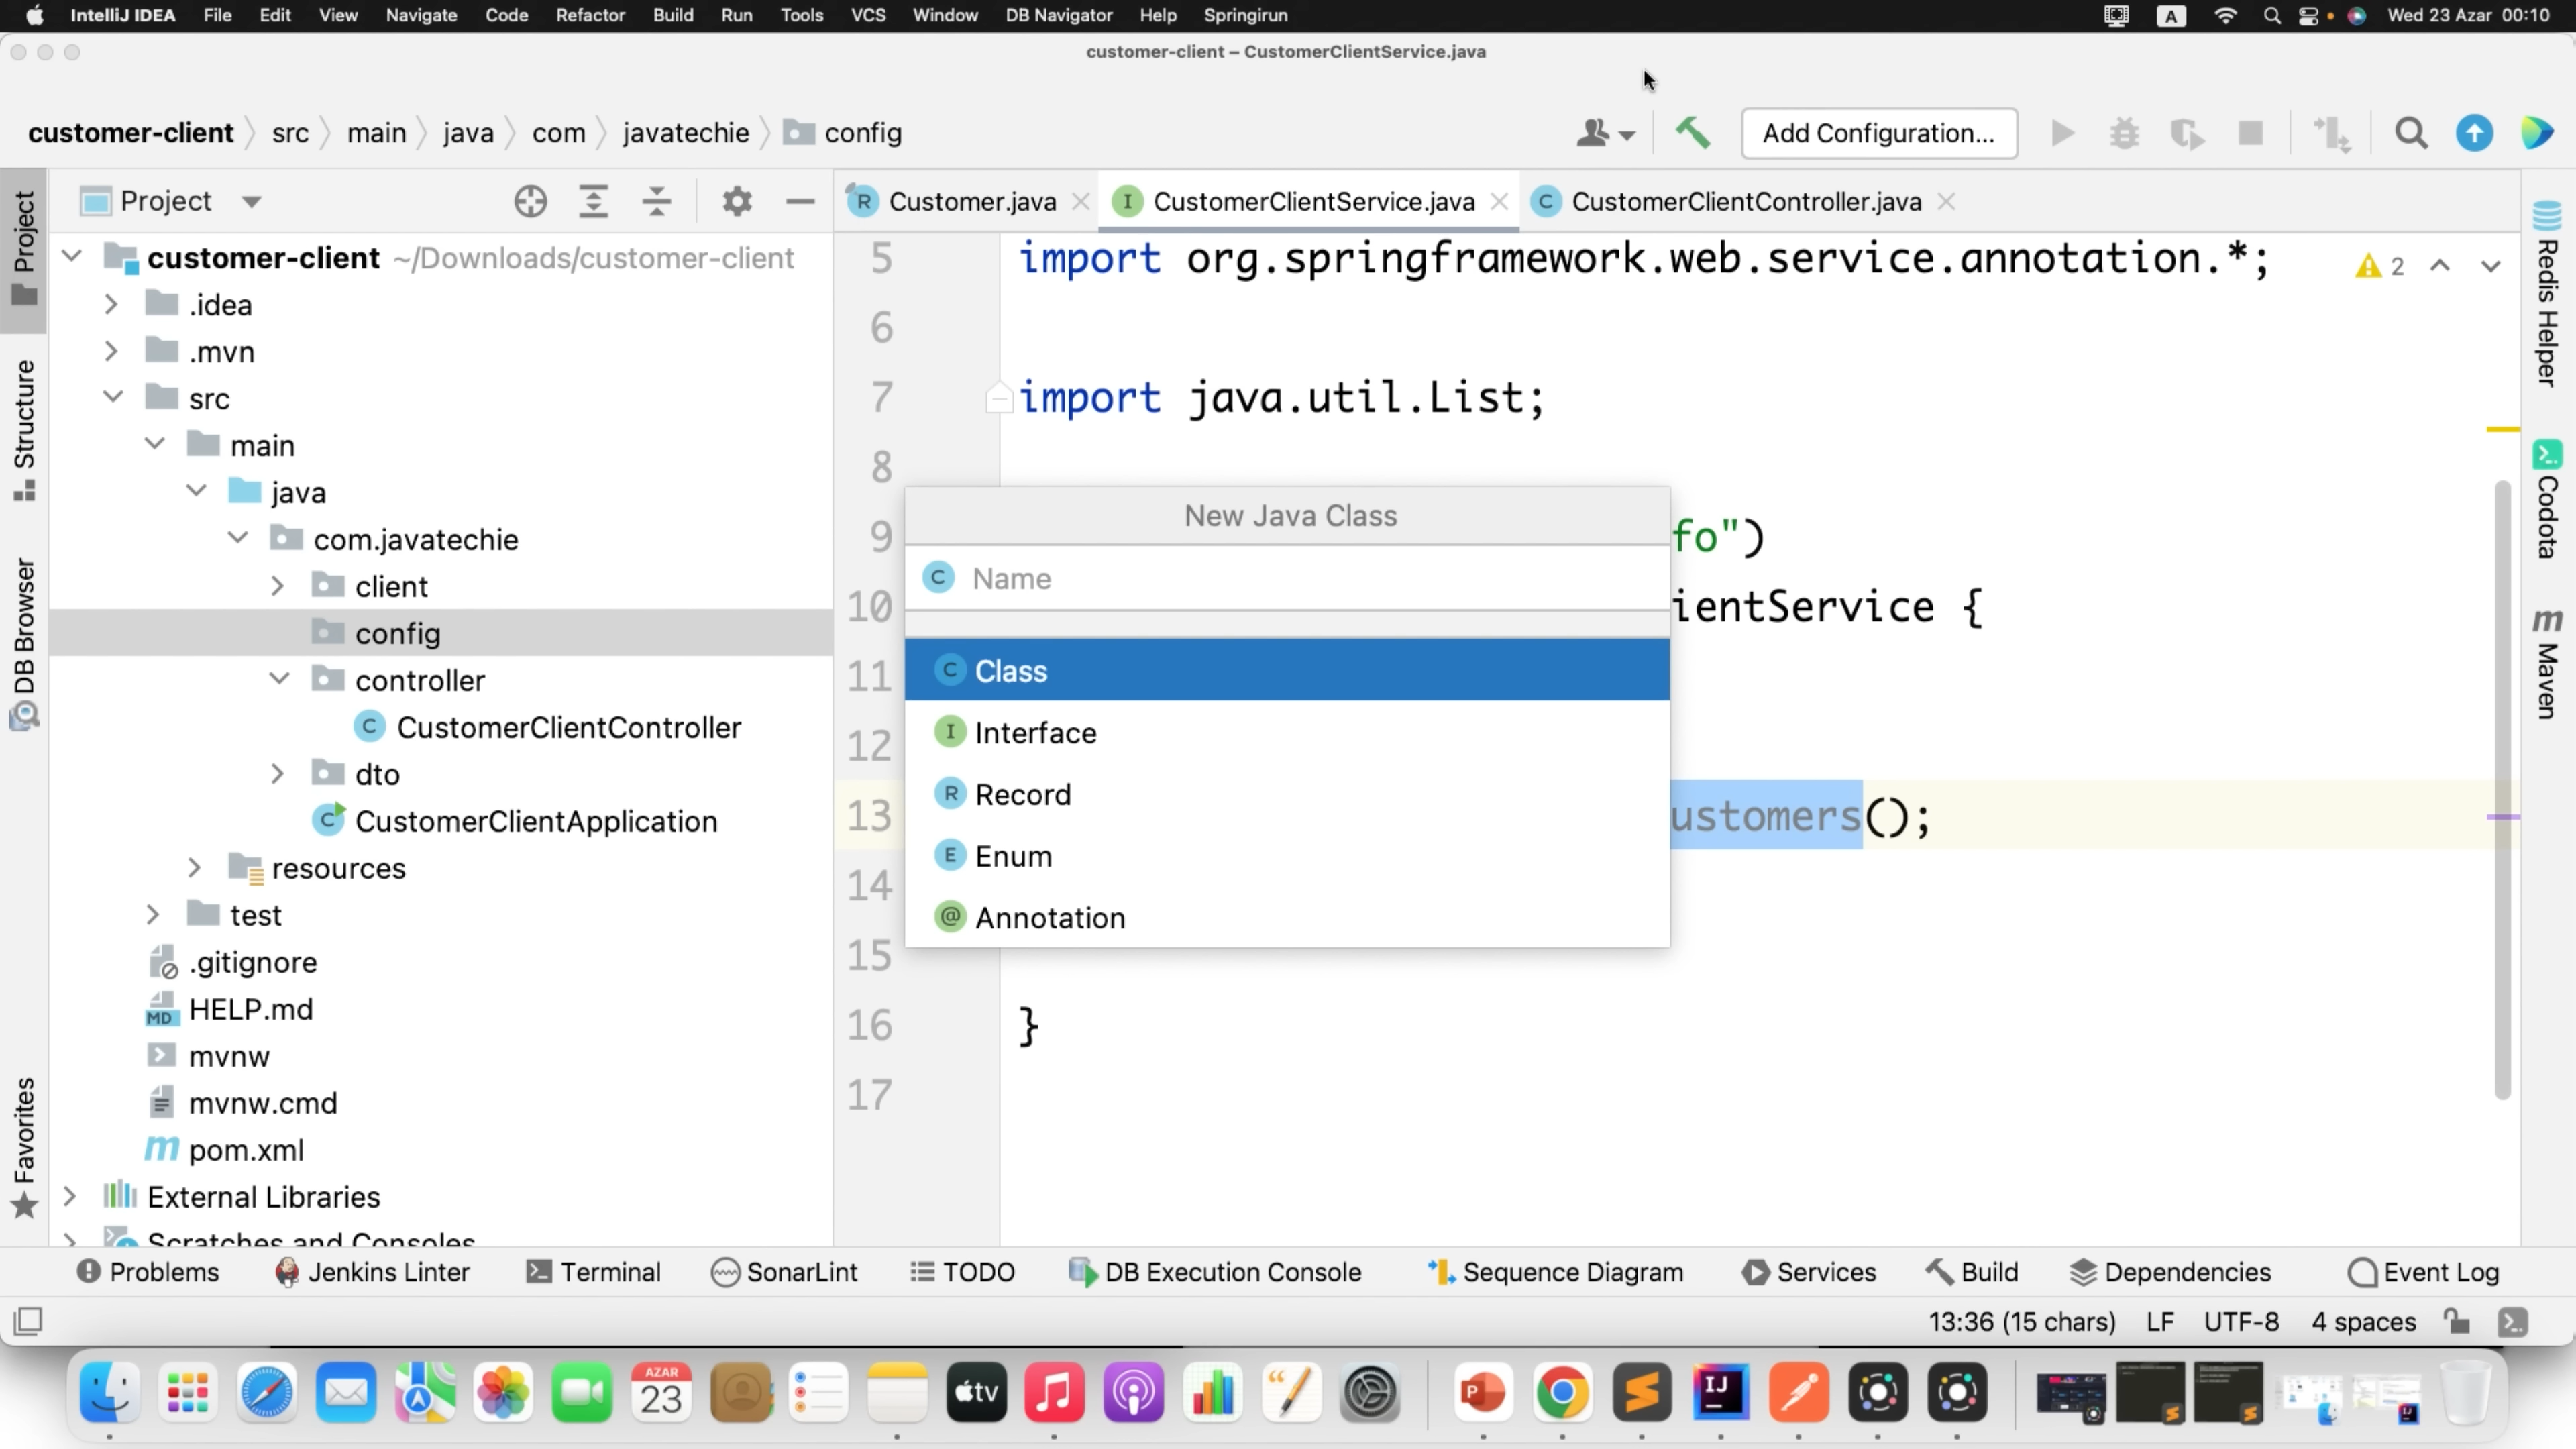 IntelliJ IDEA File Edit View Navigate Code Refactor Build Run Tools VCS Window DB Navigator Help Springirun A Wed 23 Azar 00:10
customer-client – CustomerClientService.java
customer-client src main java com javatechie config Add Configuration...
Project
Customer.java CustomerClientService.java CustomerClientController.java
customer-client ~/Downloads/customer-client
.idea
.mvn
src
main
java
com.javatechie
client
config
controller
CustomerClientController
dto
CustomerClientApplication
resources
test
.gitignore
HELP.md
mvnw
mvnw.cmd
pom.xml
External Libraries
Scratches and Consoles
5 import org.springframework.web.service.annotation.*;
2
6
7 import java.util.List;
8
9 fo")
10 ientService {
11
12
13 ustomers();
14
15
16 }
17
New Java Class
Name
Class
Interface
Record
Enum
Annotation
Project
Structure
DB Browser
Favorites
Redis Helper
Codota
Maven
Problems Jenkins Linter Terminal SonarLint TODO DB Execution Console Sequence Diagram Services Build Dependencies Event Log
13:36 (15 chars) LF UTF-8 4 spaces
AZAR
23
tv
P
IJ